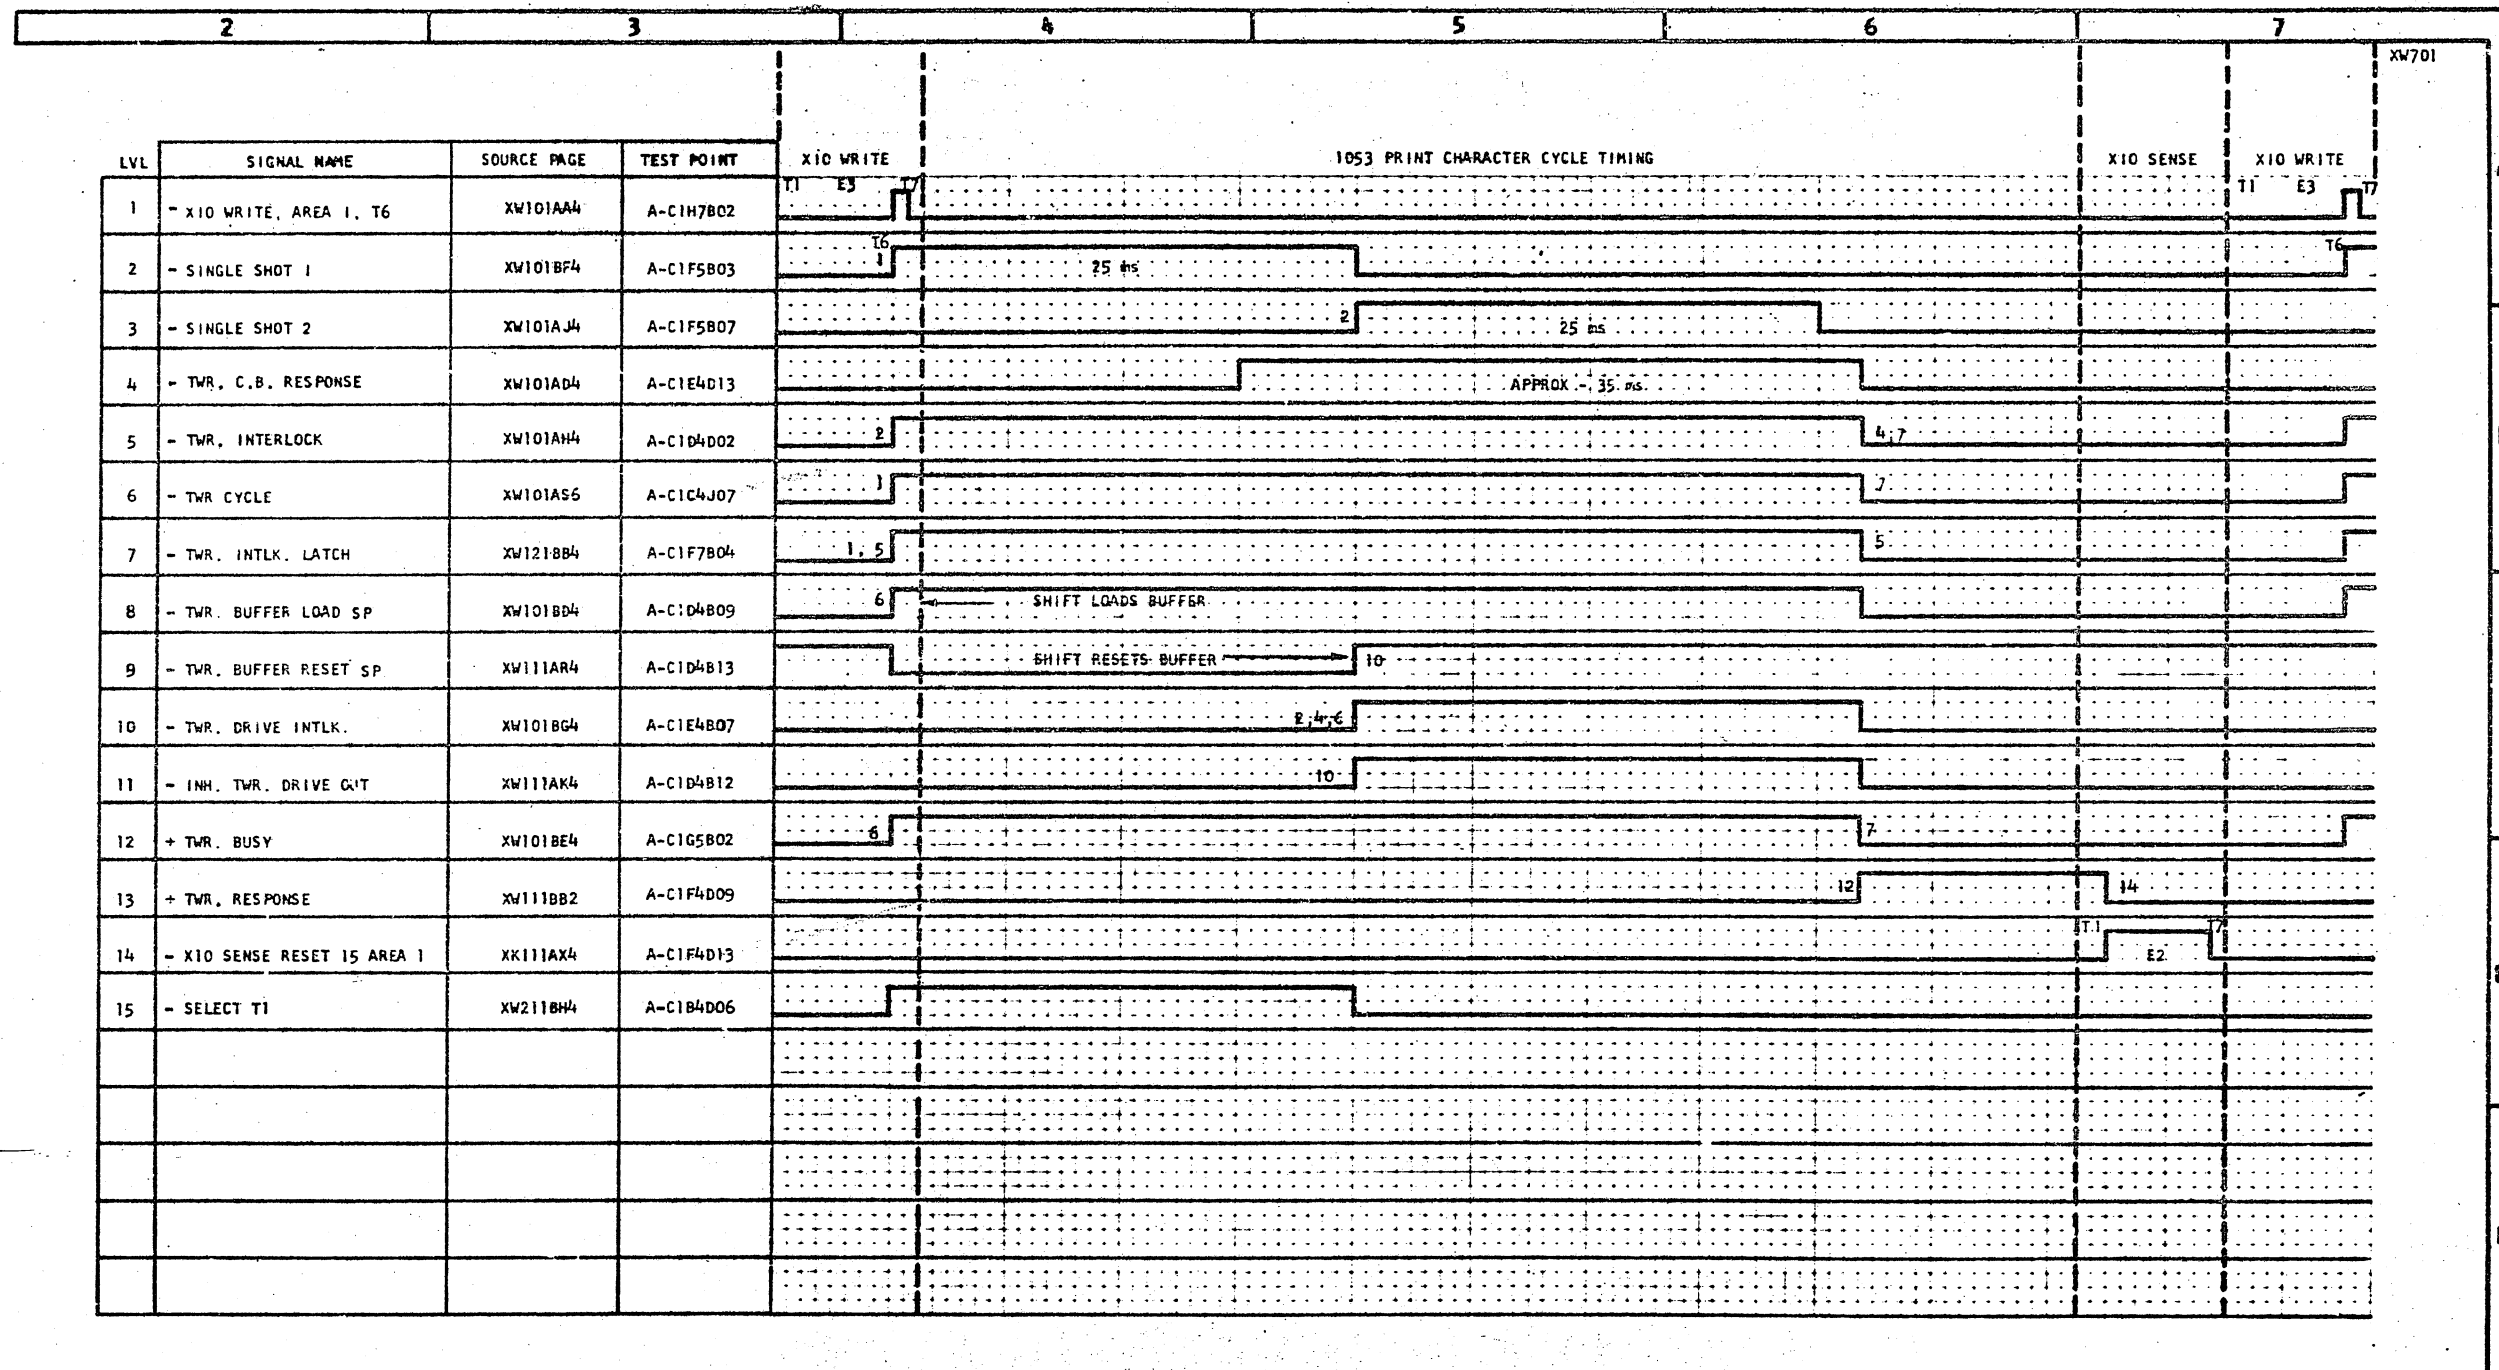 2 3 4 5 6 7
XW701
LVL SIGNAL NAME SOURCE PAGE TEST POINT XIO WRITE 1053 PRINT CHARACTER CYCLE TIMING XIO SENSE XIO WRITE
T1 E3 T7 T1 E3 T7
1 - XIO WRITE, AREA 1, T6 XW101AA4 A-C1H7B02
T6 T6
2 - SINGLE SHOT 1 XW101BF4 A-C1F5B03 1 25 ms
3 - SINGLE SHOT 2 XW101AJ4 A-C1F5B07 2 25 ms
4 - TWR, C.B. RESPONSE XW101AD4 A-C1E4D13 APPROX - 35 ms
5 - TWR, INTERLOCK XW101AH4 A-C1D4D02 2 4,7
6 - TWR CYCLE XW101AS6 A-C1C4J07 1 7
7 - TWR. INTLK. LATCH XW121BB4 A-C1F7B04 1, 5 5
8 - TWR. BUFFER LOAD SP XW101BD4 A-C1D4B09 6 SHIFT LOADS BUFFER
9 - TWR. BUFFER RESET SP XW111AR4 A-C1D4B13 SHIFT RESETS BUFFER 10
10 - TWR. DRIVE INTLK. XW101BG4 A-C1E4B07 2,4,6
11 - INH. TWR. DRIVE OUT XW111AK4 A-C1D4B12 10
12 + TWR. BUSY XW101BE4 A-C1G5B02 6 7
13 + TWR. RESPONSE XW111BB2 A-C1F4D09 12 14
T1 T7
14 - XIO SENSE RESET 15 AREA 1 XK111AX4 A-C1F4D13 E2
15 - SELECT T1 XW211BH4 A-C1B4D06